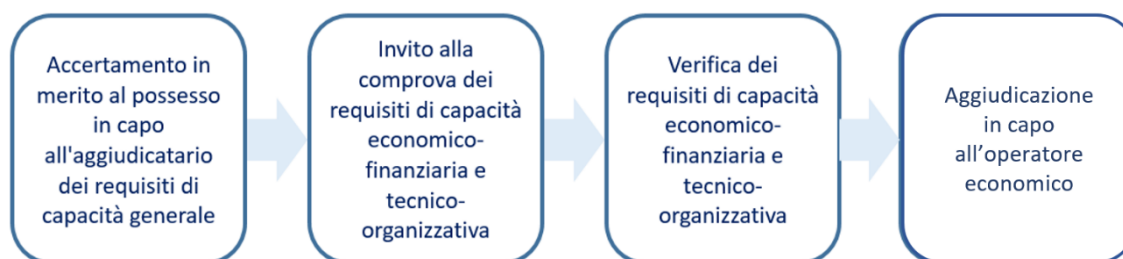 Accertamento in
merito al possesso
in capo
all'aggiudicatario
dei requisiti di
capacità generale
Invito alla
comprova dei
requisiti di capacità
economico-
finanziaria e
tecnico-
organizzativa
Verifica dei
requisiti di capacità
economico-
finanziaria e
tecnico-
organizzativa
Aggiudicazione
in capo
all’operatore
economico